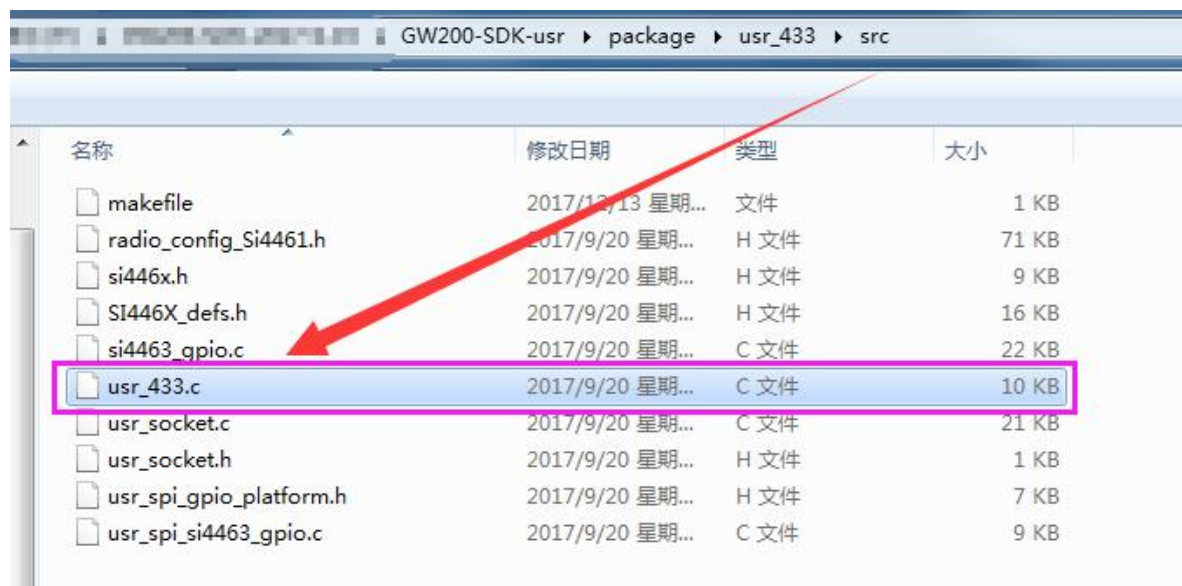 GW200-SDK-usr ▸ package ▸ usr_433 ▸ src
名称 修改日期 类型 大小
makefile 2017/12/13 星期... 文件 1 KB
radio_config_Si4461.h 2017/9/20 星期... H 文件 71 KB
si446x.h 2017/9/20 星期... H 文件 9 KB
SI446X_defs.h 2017/9/20 星期... H 文件 16 KB
si4463_gpio.c 2017/9/20 星期... C 文件 22 KB
usr_433.c 2017/9/20 星期... C 文件 10 KB
usr_socket.c 2017/9/20 星期... C 文件 21 KB
usr_socket.h 2017/9/20 星期... H 文件 1 KB
usr_spi_gpio_platform.h 2017/9/20 星期... H 文件 7 KB
usr_spi_si4463_gpio.c 2017/9/20 星期... C 文件 9 KB